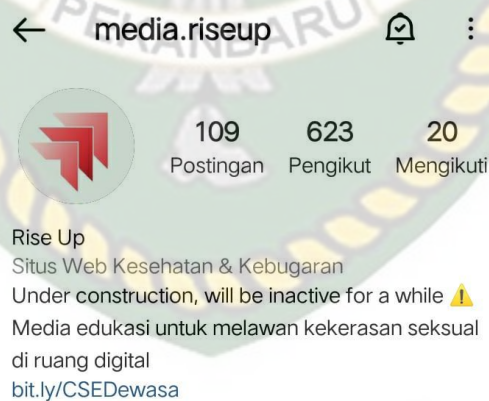 PEKANBARU
media.riseup
109 623 20
Postingan Pengikut Mengikuti
Rise Up
Situs Web Kesehatan & Kebugaran
Under construction, will be inactive for a while ⚠️
Media edukasi untuk melawan kekerasan seksual
di ruang digital
bit.ly/CSEDewasa